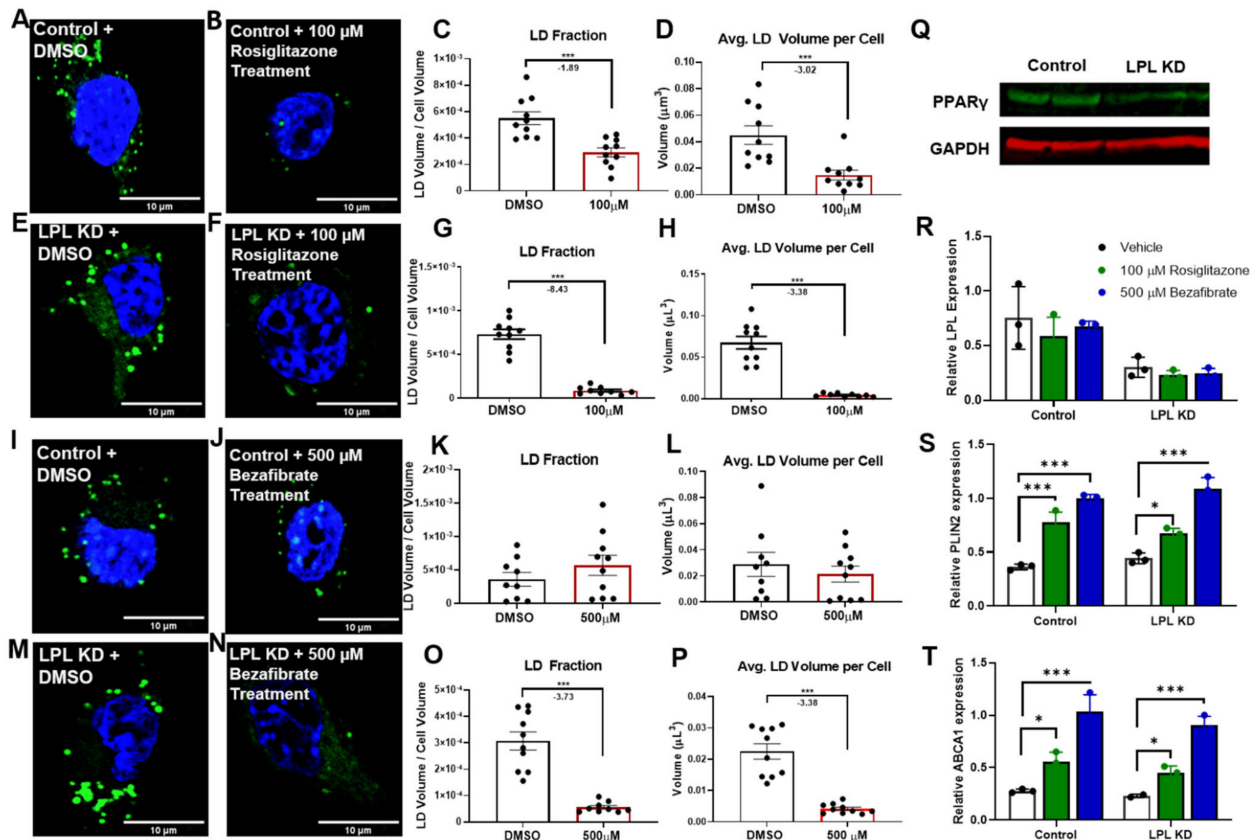 A
Control +
DMSO
10 µm
B
Control + 100 µM
Rosiglitazone
Treatment
10 µm
C
LD Fraction
LD Volume / Cell Volume
1×10⁻³
8×10⁻⁴
6×10⁻⁴
4×10⁻⁴
2×10⁻⁴
0
***
-1.89
DMSO
100µM
D
Avg. LD Volume per Cell
Volume (µm³)
0.10
0.08
0.06
0.04
0.02
0.00
***
-3.02
DMSO
100µM
Q
Control
LPL KD
PPARγ
GAPDH
E
LPL KD +
DMSO
10 µm
F
LPL KD + 100 µM
Rosiglitazone
Treatment
10 µm
G
LD Fraction
LD Volume / Cell Volume
1.5×10⁻³
1×10⁻³
5×10⁻⁴
0
***
-8.43
DMSO
100µM
H
Avg. LD Volume per Cell
Volume (µL³)
0.15
0.10
0.05
0.00
***
-3.38
DMSO
100µM
R
Relative LPL Expression
1.5
1.0
0.5
0.0
Vehicle
100 µM Rosiglitazone
500 µM Bezafibrate
Control
LPL KD
I
Control +
DMSO
10 µm
J
Control + 500 µM
Bezafibrate
Treatment
10 µm
K
LD Fraction
LD Volume / Cell Volume
2×10⁻³
2×10⁻³
1×10⁻³
5×10⁻⁴
0
DMSO
500µM
L
Avg. LD Volume per Cell
Volume (µL³)
0.10
0.08
0.06
0.04
0.02
0.00
DMSO
500µM
S
Relative PLIN2 expression
1.5
1.0
0.5
0.0
***
***
*
***
Control
LPL KD
M
LPL KD +
DMSO
10 µm
N
LPL KD + 500 µM
Bezafibrate
Treatment
10 µm
O
LD Fraction
LD Volume / Cell Volume
5×10⁻⁴
4×10⁻⁴
3×10⁻⁴
2×10⁻⁴
1×10⁻⁴
0
***
-3.73
DMSO
500µM
P
Avg. LD Volume per Cell
Volume (µL³)
0.04
0.03
0.02
0.01
0.00
***
-3.38
DMSO
500 µM
T
Relative ABCA1 expression
1.5
1.0
0.5
0.0
*
***
*
***
Control
LPL KD